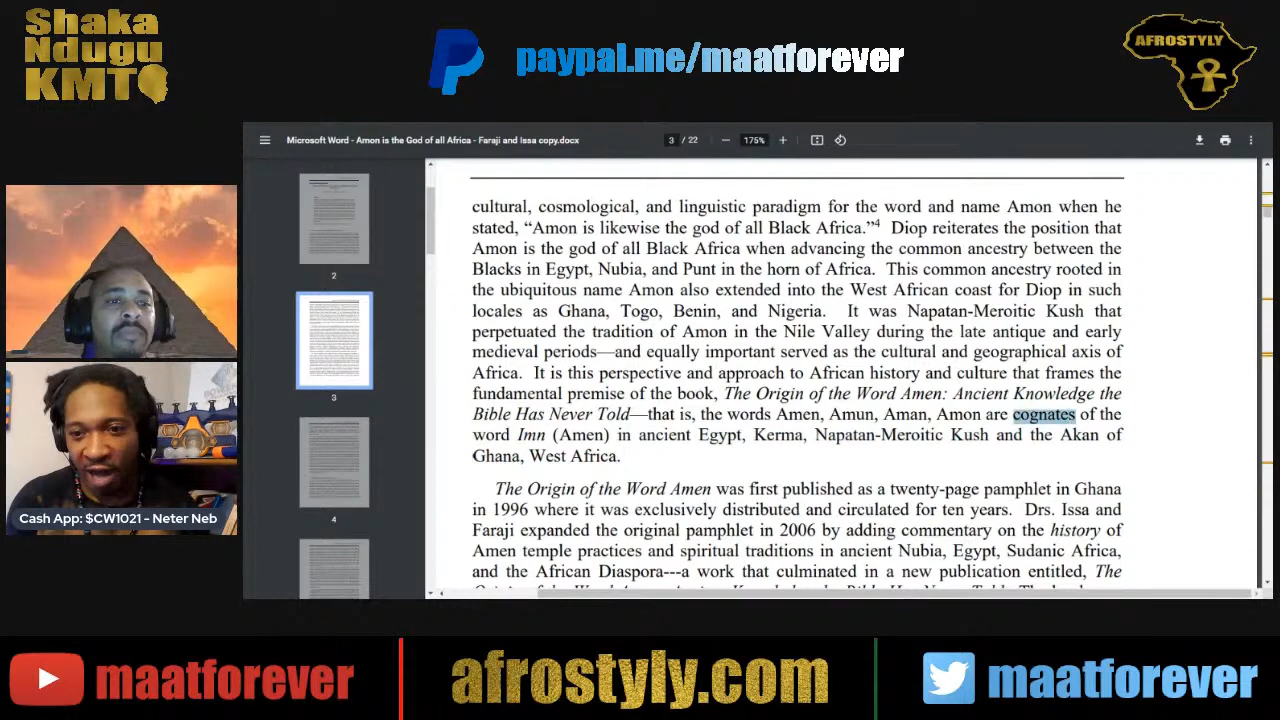 Shaka
Ndugu
KMT
paypal.me/maatforever
AFROSTYLY
Microsoft Word - Amon is the God of all Africa - Faraji and Issa copy.docx
3 / 22
175%
2
3
4
cultural, cosmological, and linguistic paradigm for the word and name Amon when he
stated, “Amon is likewise the god of all Black Africa.”4 Diop reiterates the position that
Amon is the god of all Black Africa when advancing the common ancestry between the
Blacks in Egypt, Nubia, and Punt in the horn of Africa. This common ancestry rooted in
the ubiquitous name Amon also extended into the West African coast for Diop in such
locales as Ghana, Togo, Benin, and Nigeria. It was Napatan-Meroitic Kush that
perpetuated the tradition of Amon in the Nile Valley during the late antique and early
medieval periods and equally important served as the cultural and geographical axis of
Africa. It is this perspective and approach to African history and culture that frames the
fundamental premise of the book, The Origin of the Word Amen: Ancient Knowledge the
Bible Has Never Told—that is, the words Amen, Amun, Aman, Amon are cognates of the
word Imn (Amen) in ancient Egypt, Kerma, Napatan-Meroitic Kush and the Akan of
Ghana, West Africa.
The Origin of the Word Amen was first published as a twenty-page pamphlet in Ghana
in 1996 where it was exclusively distributed and circulated for ten years. Drs. Issa and
Faraji expanded the original pamphlet in 2006 by adding commentary on the history of
Amen temple practices and spiritual traditions in ancient Nubia, Egypt, Sudanic Africa,
and the African Diaspora---a work that culminated in a new publication entitled, The
Cash App: $CW1021 - Neter Neb
maatforever
afrostyly.com
maatforever